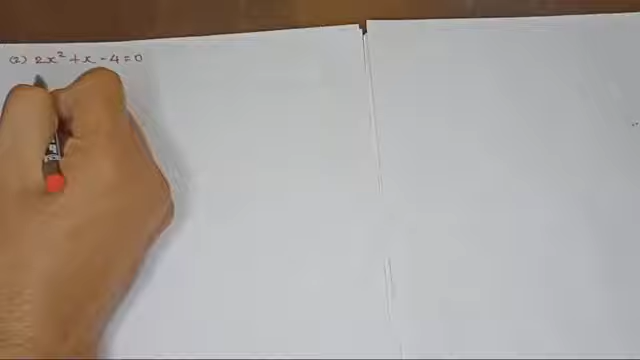 (2) 2x² + x - 4 = 0